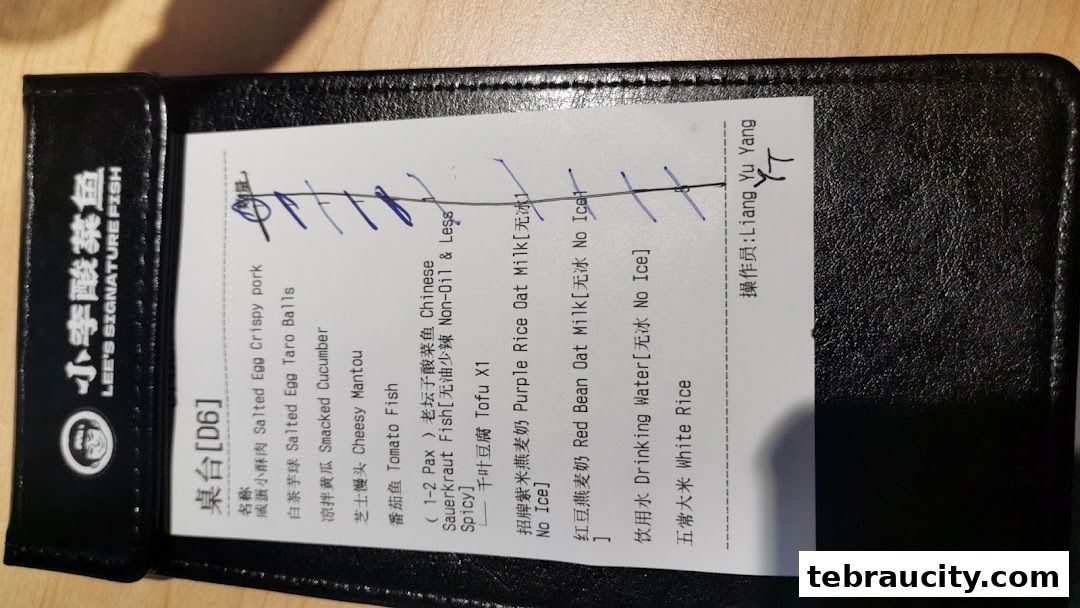 小李酸菜鱼
LEE'S SIGNATURE FISH
桌台[D6]
名称
咸蛋小酥肉 Salted Egg Crispy pork
白茶芋球 Salted Egg Taro Balls
凉拌黄瓜 Smacked Cucumber
芝士馒头 Cheesy Mantou
番茄鱼 Tomato Fish
( 1-2 Pax ) 老坛子酸菜鱼 Chinese
Sauerkraut Fish[无油少辣 Non-Oil & Less
Spicy]
千叶豆腐 Tofu X1
招牌紫米燕麦奶 Purple Rice Oat Milk[无冰
No Ice]
红豆燕麦奶 Red Bean Oat Milk[无冰 No Ice
]
饮用水 Drinking Water[无冰 No Ice]
五常大米 White Rice
操作员:Liang Yu Yang
YT
tebraucity.com